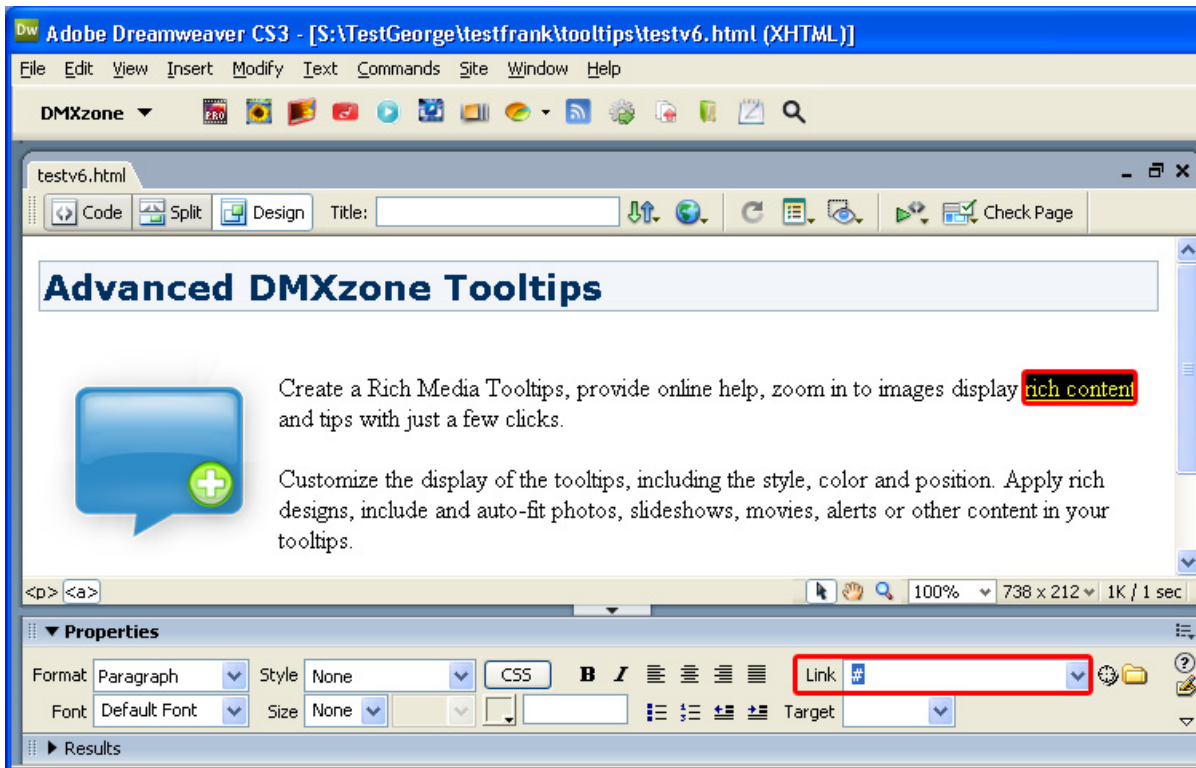 Dw Adobe Dreamweaver CS3 - [S:\TestGeorge\testfrank\tooltips\testv6.html (XHTML)]
File Edit View Insert Modify Text Commands Site Window Help
DMXzone PRO
testv6.html
Code Split Design Title: Check Page
Advanced DMXzone Tooltips
Create a Rich Media Tooltips, provide online help, zoom in to images display rich content
and tips with just a few clicks.
Customize the display of the tooltips, including the style, color and position. Apply rich
designs, include and auto-fit photos, slideshows, movies, alerts or other content in your
tooltips.
<p> <a> 100% 738 x 212 1K / 1 sec
Properties
Format Paragraph Style None CSS B I Link #
Font Default Font Size None Target
Results